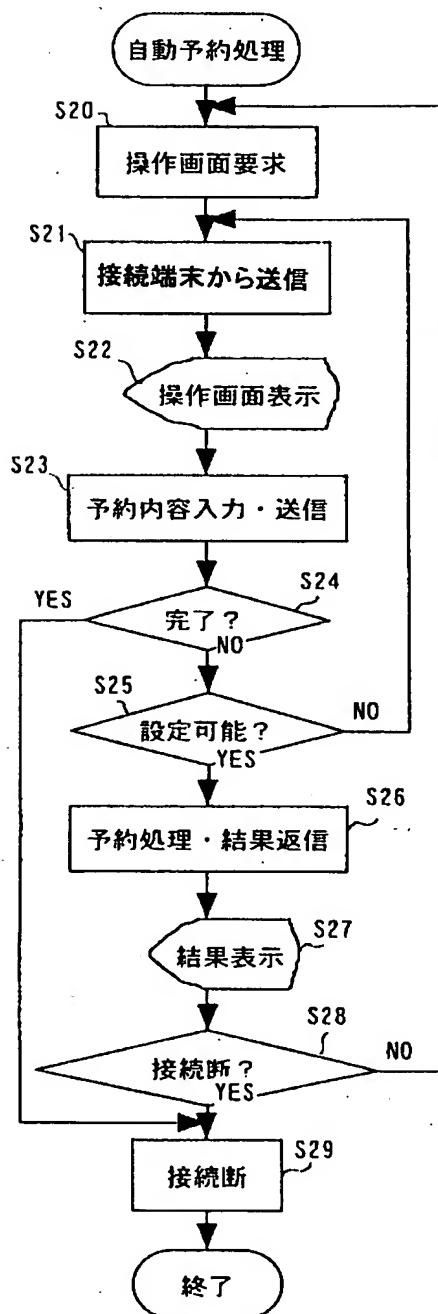 自動予約処理
S20
操作画面要求
S21
接続端末から送信
S22
操作画面表示
S23
予約内容入力・送信
YES
S24
完了?
NO
S25
設定可能?
NO
YES
S26
予約処理・結果返信
S27
結果表示
S28
接続断?
NO
YES
S29
接続断
終了